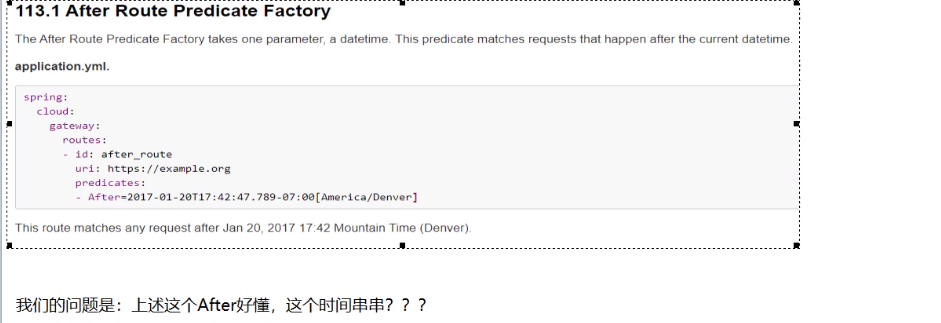 113.1 After Route Predicate Factory
The After Route Predicate Factory takes one parameter, a datetime. This predicate matches requests that happen after the current datetime.
application.yml.
spring:
  cloud:
    gateway:
      routes:
      - id: after_route
        uri: https://example.org
        predicates:
        - After=2017-01-20T17:42:47.789-07:00[America/Denver]
This route matches any request after Jan 20, 2017 17:42 Mountain Time (Denver).
我们的问题是：上述这个After好懂，这个时间串串？？？